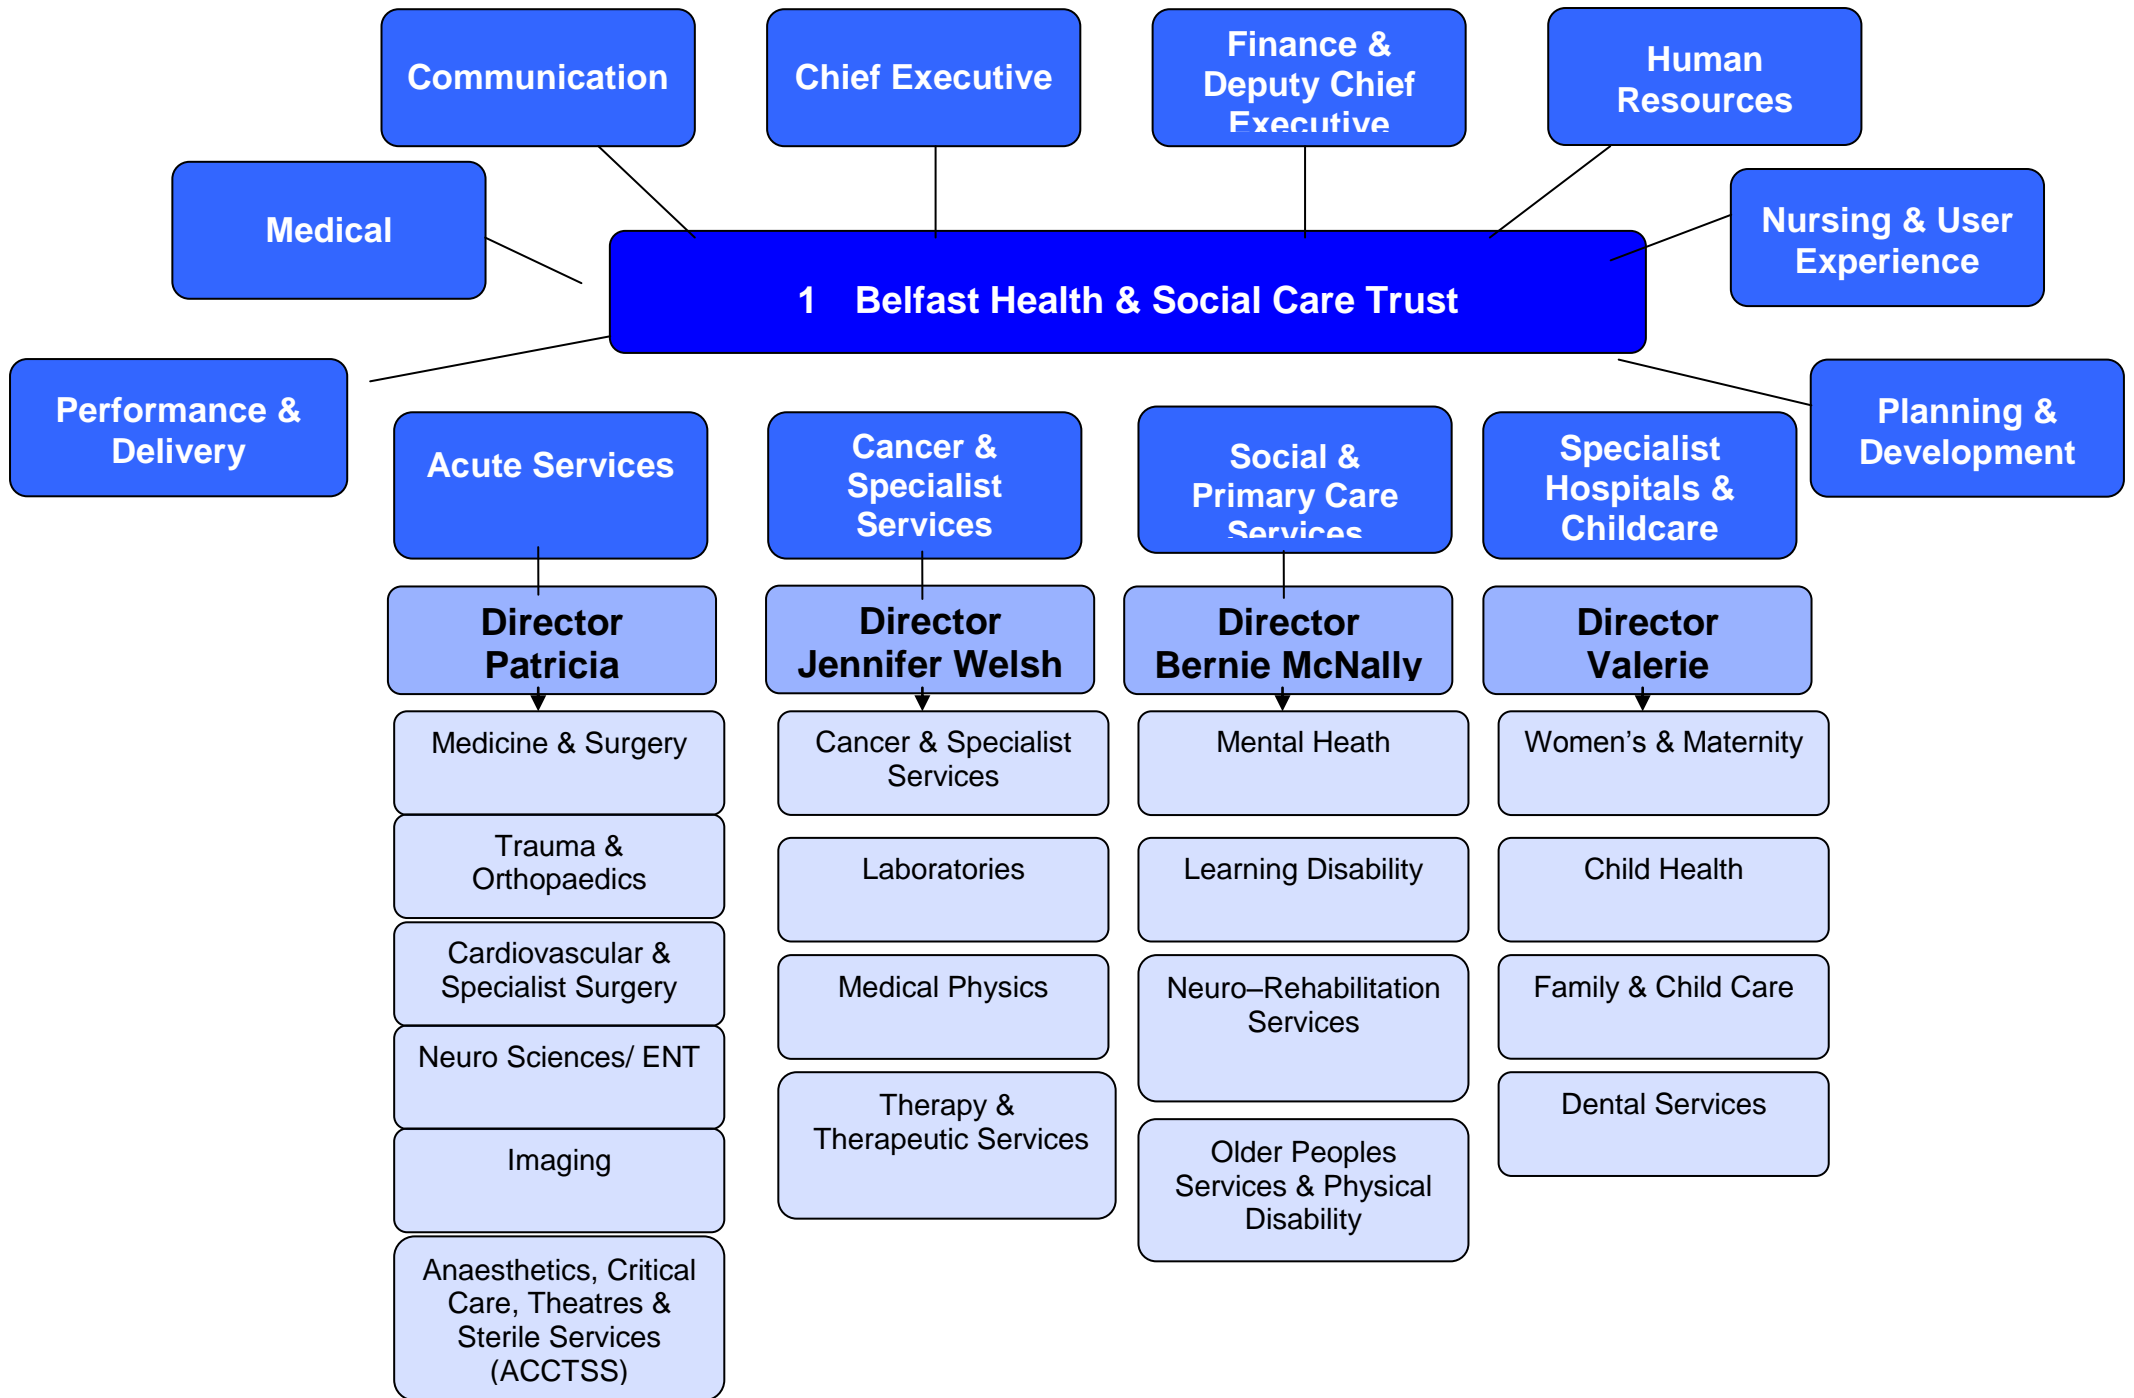 Communication
Chief Executive
Finance &
Deputy Chief
Executive
Human
Resources
Medical
Nursing & User
Experience
1 Belfast Health & Social Care Trust
Performance &
Delivery
Planning &
Development
Acute Services
Cancer &
Specialist
Services
Social &
Primary Care
Services
Specialist
Hospitals &
Childcare
Director
Patricia
Director
Jennifer Welsh
Director
Bernie McNally
Director
Valerie
Medicine & Surgery
Trauma &
Orthopaedics
Cardiovascular &
Specialist Surgery
Neuro Sciences/ ENT
Imaging
Anaesthetics, Critical
Care, Theatres &
Sterile Services
(ACCTSS)
Cancer & Specialist
Services
Laboratories
Medical Physics
Therapy &
Therapeutic Services
Mental Heath
Learning Disability
Neuro–Rehabilitation
Services
Older Peoples
Services & Physical
Disability
Women’s & Maternity
Child Health
Family & Child Care
Dental Services